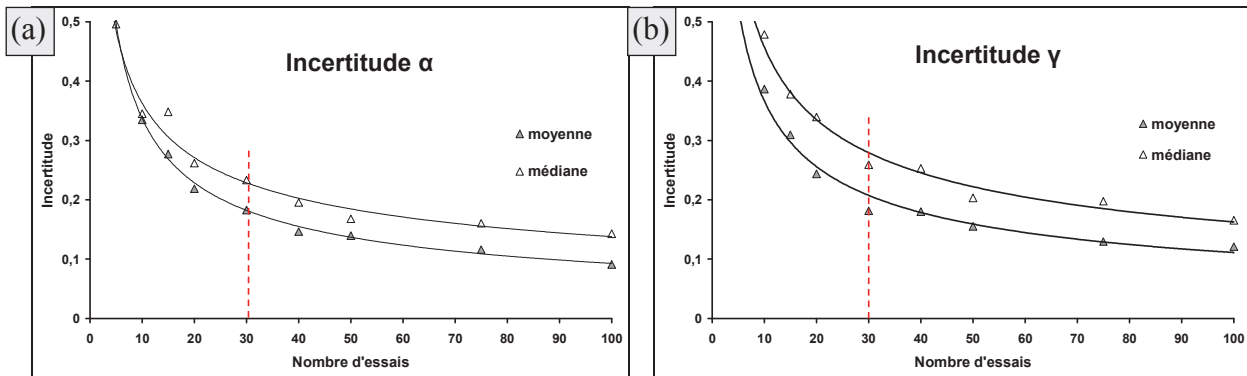 (a)
Incertitude α
0,5
0,4
0,3
0,2
0,1
0
Incertitude
moyenne
médiane
0 10 20 30 40 50 60 70 80 90 100
Nombre d'essais
(b)
Incertitude γ
0,5
0,4
0,3
0,2
0,1
0
Incertitude
moyenne
médiane
0 10 20 30 40 50 60 70 80 90 100
Nombre d'essais